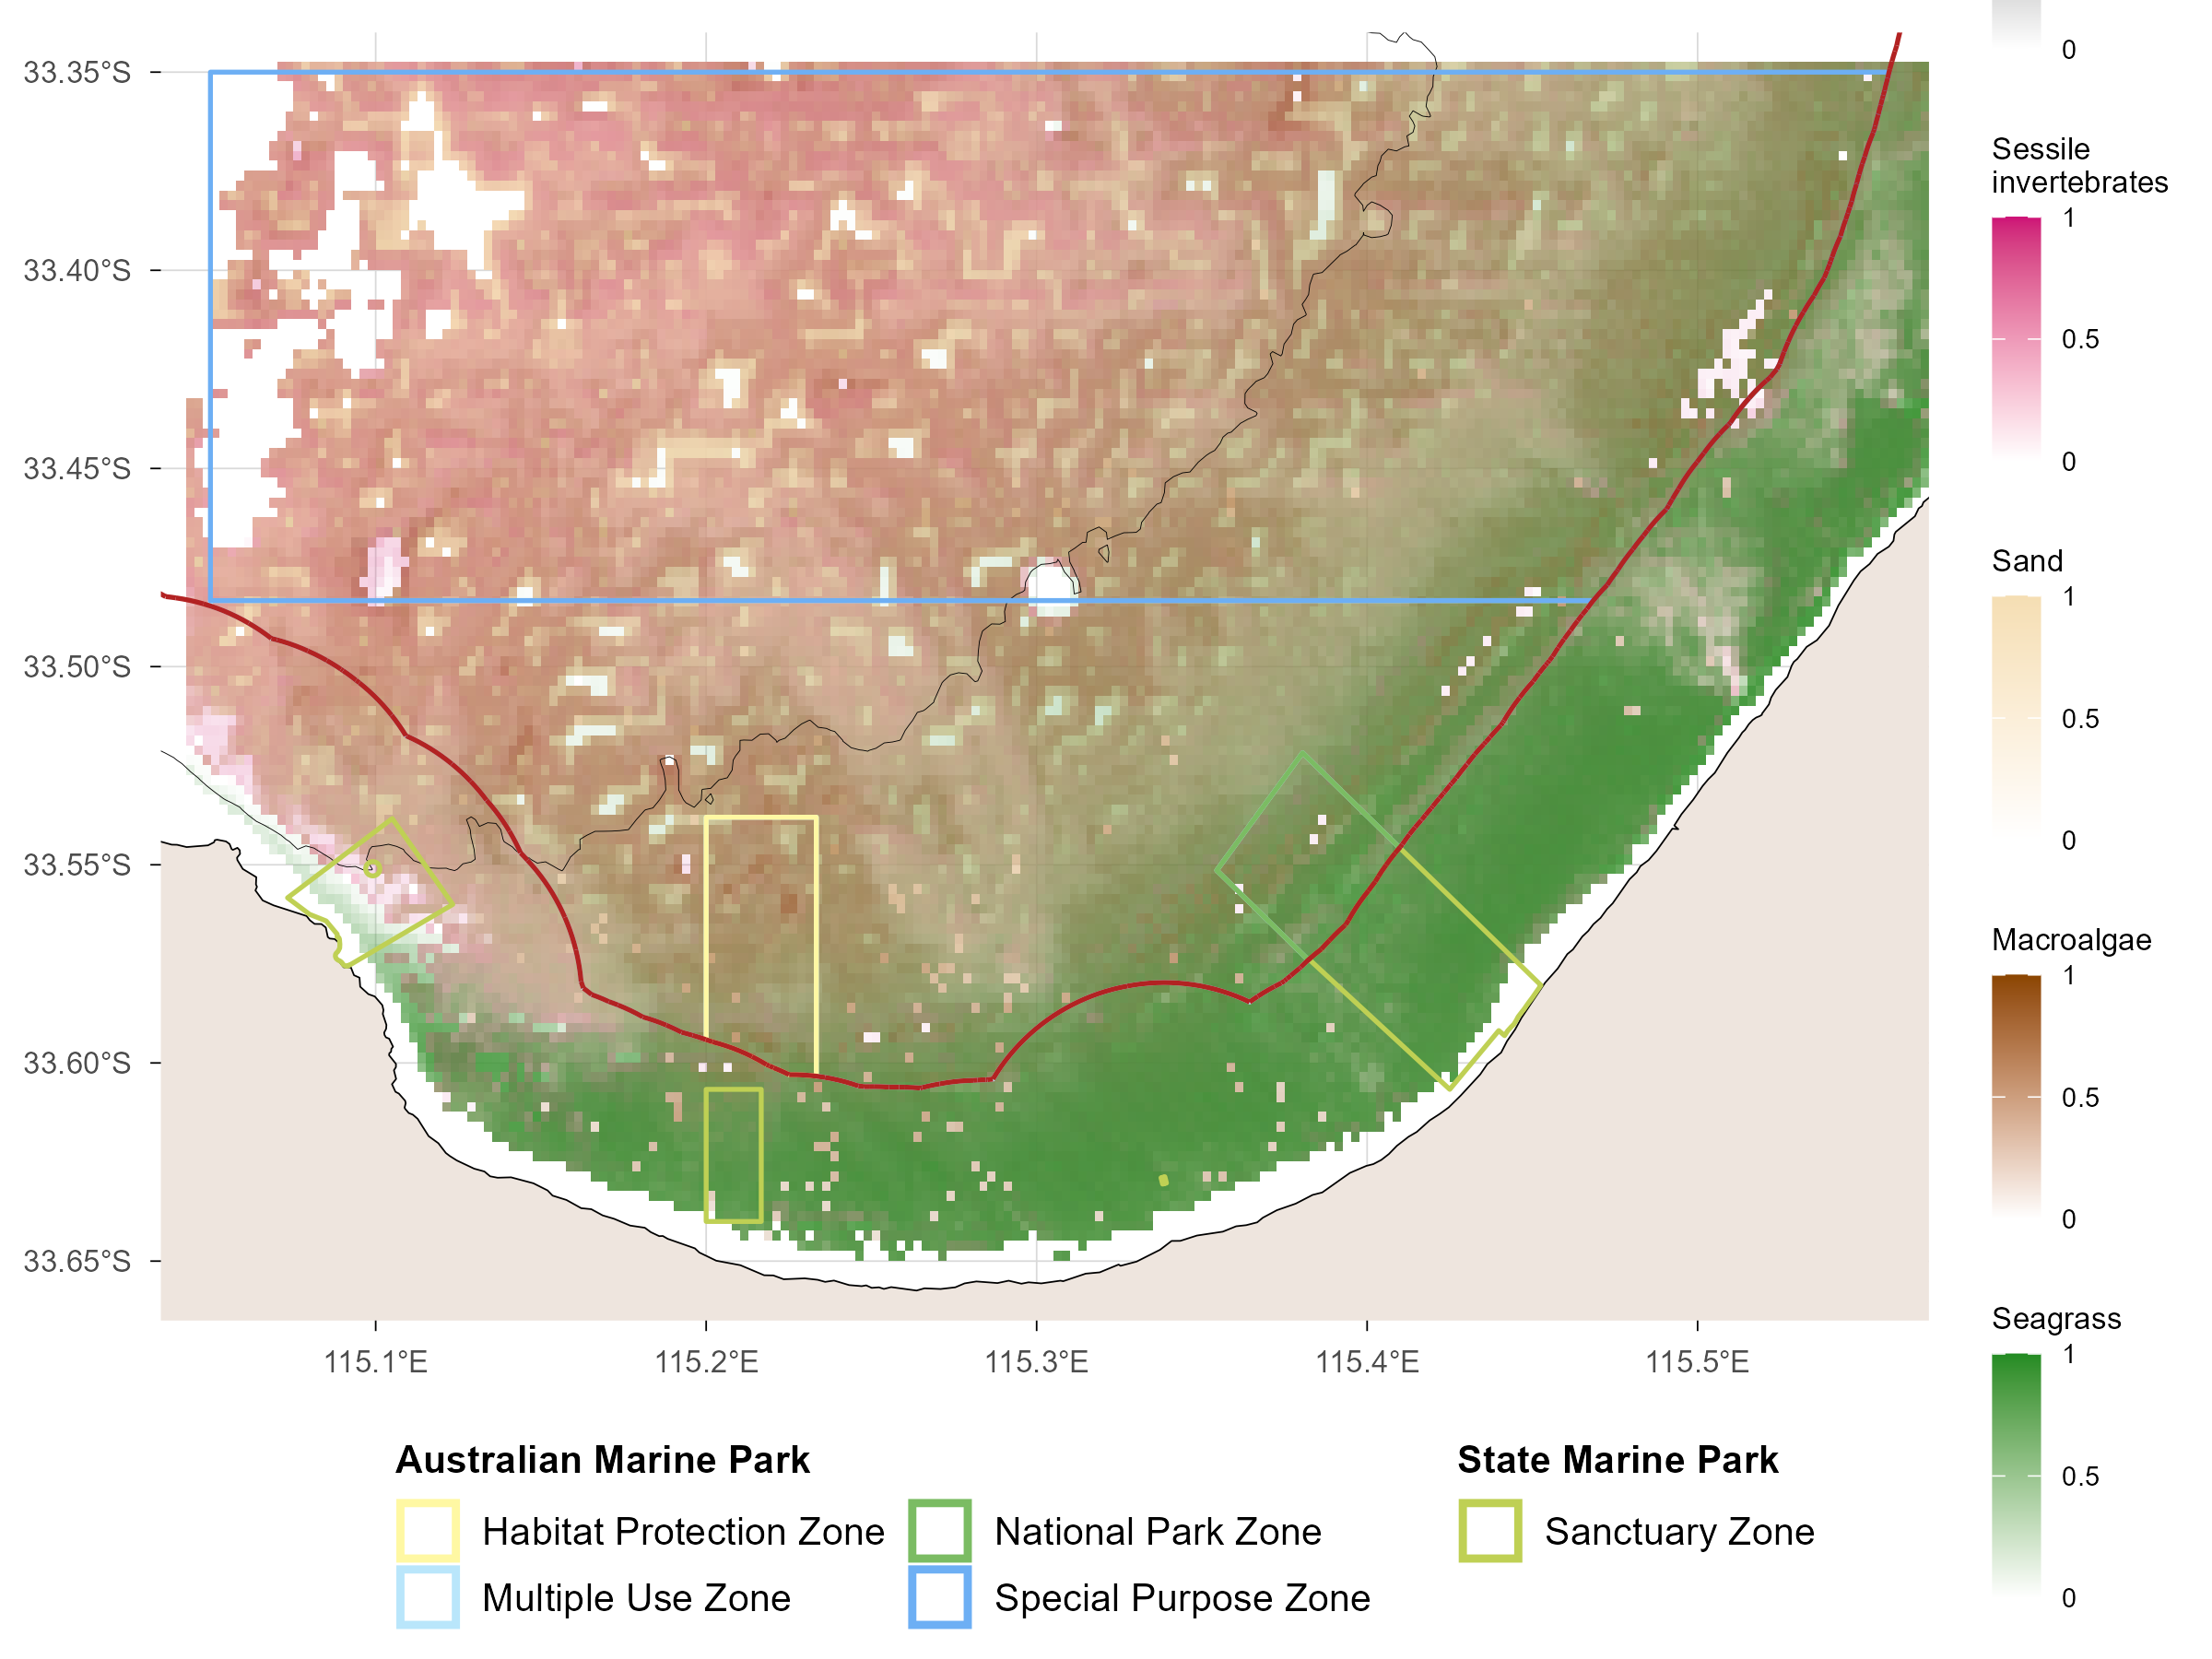 33.35°S
33.40°S
33.45°S
33.50°S
33.55°S
33.60°S
33.65°S
115.1°E
115.2°E
115.3°E
115.4°E
115.5°E
0
Sessile
invertebrates
1
0.5
0
Sand
1
0.5
0
Macroalgae
1
0.5
0
Seagrass
1
0.5
0
Australian Marine Park
Habitat Protection Zone
National Park Zone
Multiple Use Zone
Special Purpose Zone
State Marine Park
Sanctuary Zone